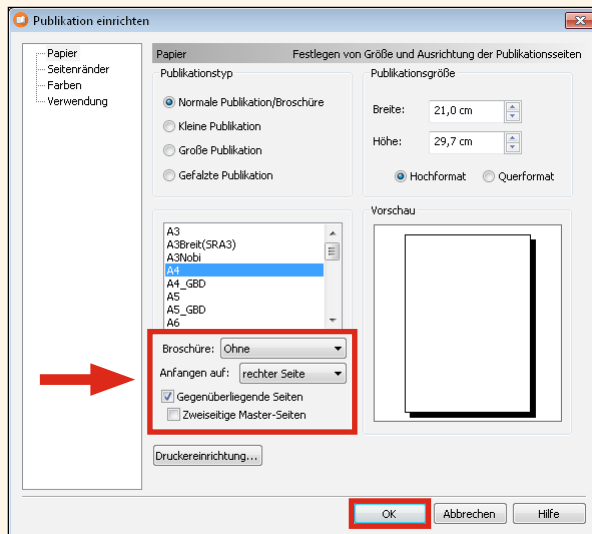 Publikation einrichten
Papier
Seitenränder
Farben
Verwendung
Papier Festlegen von Größe und Ausrichtung der Publikationsseiten
Publikationstyp
Normale Publikation/Broschüre
Kleine Publikation
Große Publikation
Gefalzte Publikation
Publikationsgröße
Breite: 21,0 cm
Höhe: 29,7 cm
Hochformat Querformat
A3
A3Breit(SRA3)
A3Nobi
A4
A4_GBD
A5
A5_GBD
A6
Broschüre: Ohne
Anfangen auf: rechter Seite
Gegenüberliegende Seiten
Zweiseitige Master-Seiten
Vorschau
Druckereinrichtung...
OK Abbrechen Hilfe